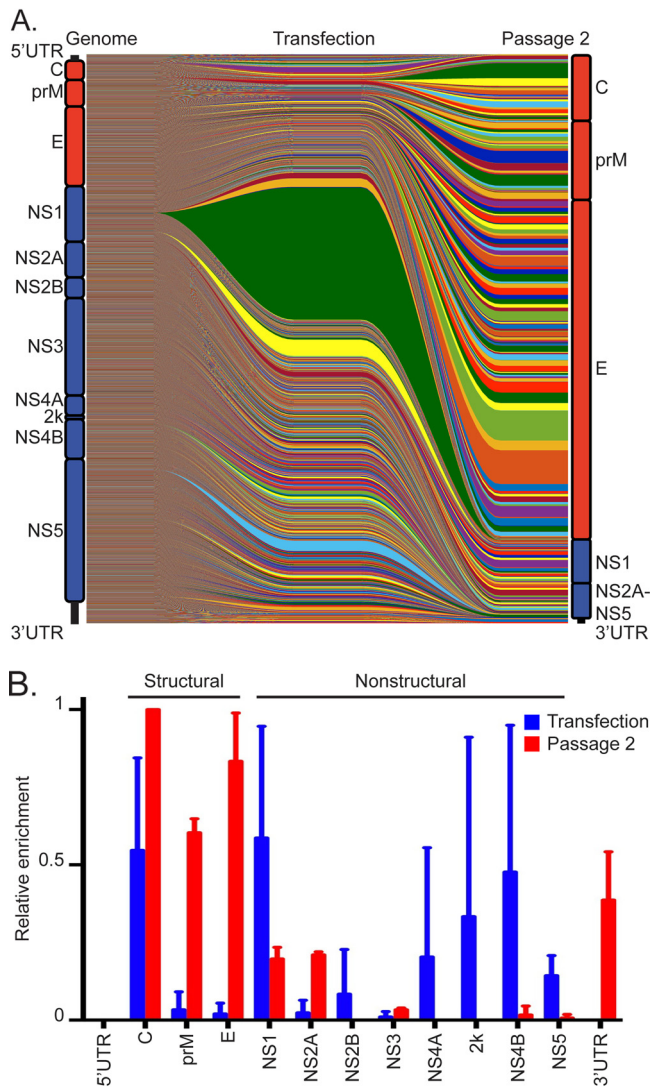 A.
Genome Transfection Passage 2
5'UTR
C
prM
E
NS1
NS2A
NS2B
NS3
NS4A
2k
NS4B
NS5
3'UTR
C
prM
E
NS1
NS2A-
NS5
3'UTR
B.
Structural Nonstructural
Transfection
Passage 2
Relative enrichment
1
0.5
0
5'UTR C prM E NS1 NS2A NS2B NS3 NS4A 2k NS4B NS5 3'UTR